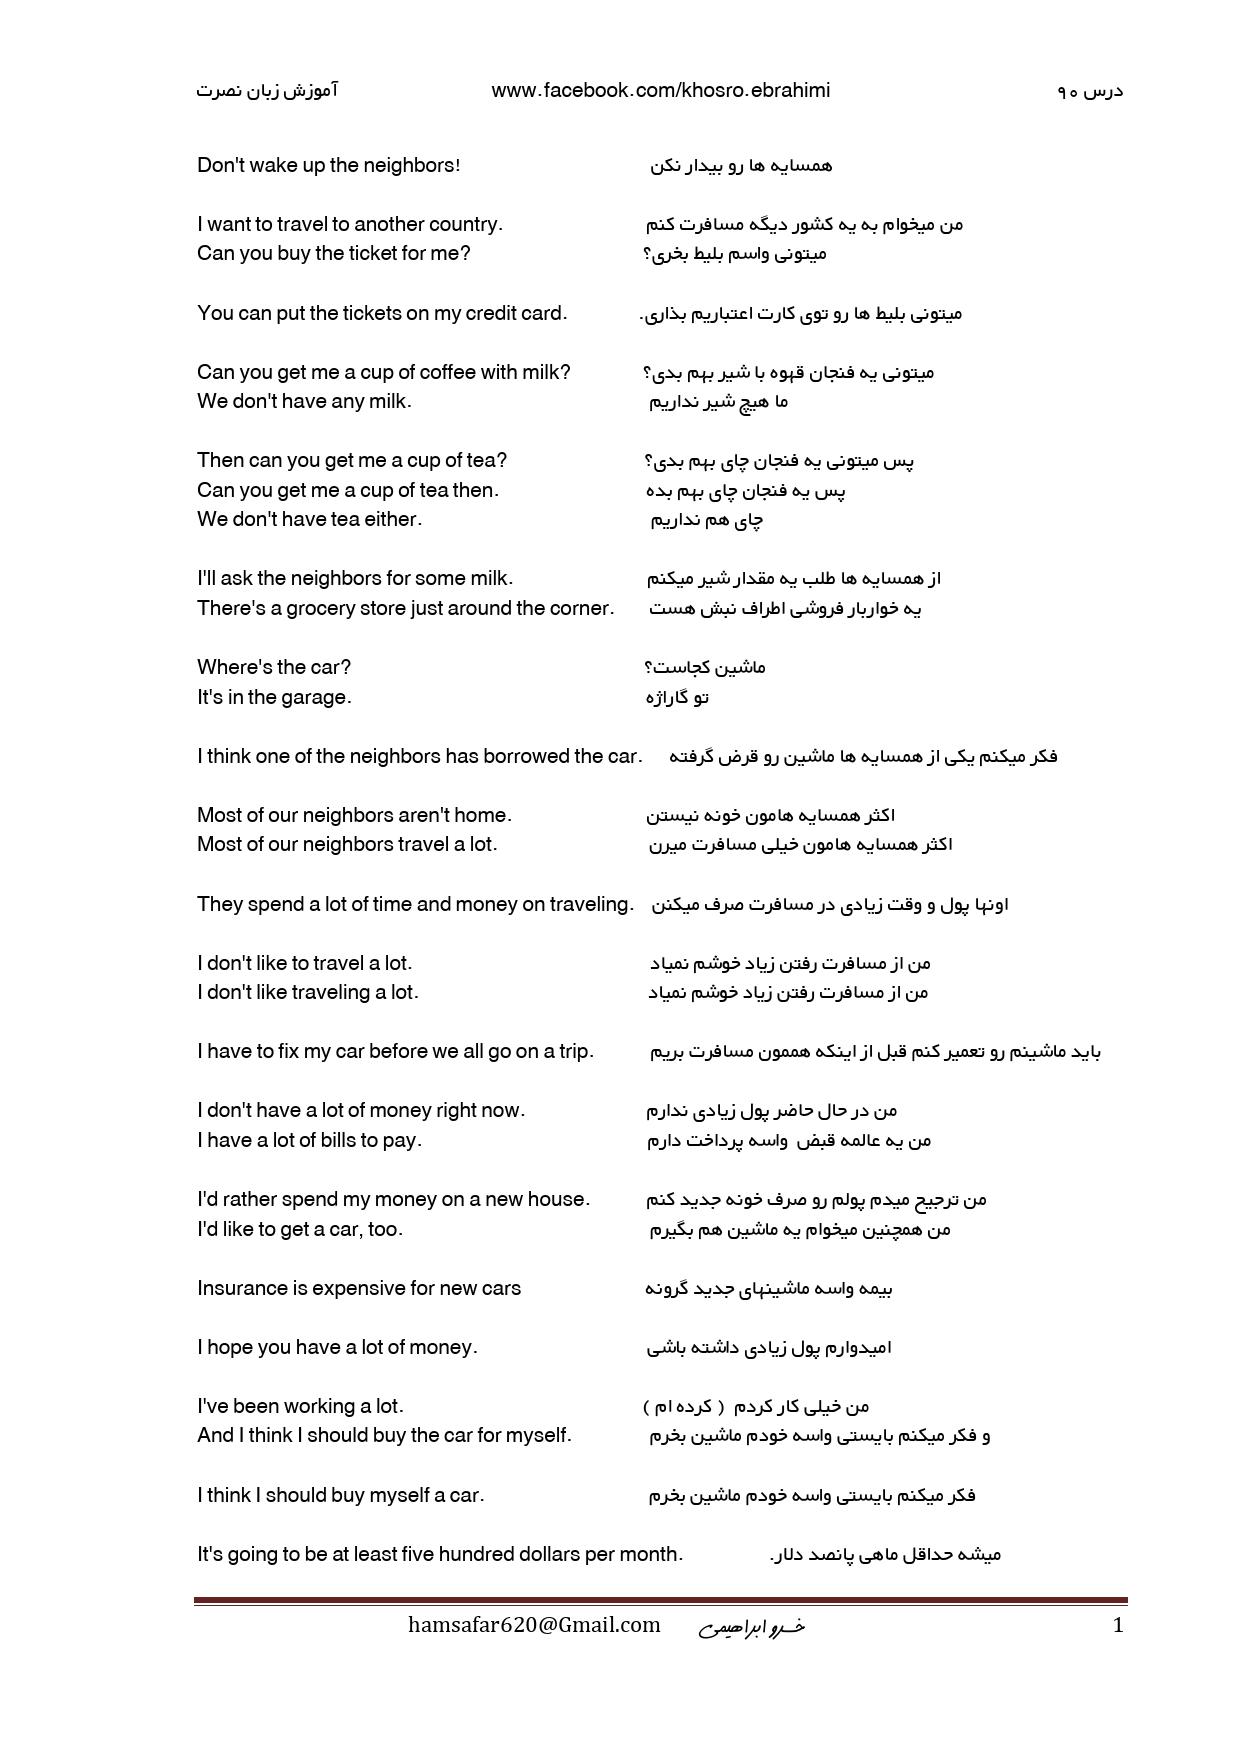 آموزش زبان نصرت www.facebook.com/khosro.ebrahimi درس ۹۰
Don't wake up the neighbors! همسایه ها رو بیدار نکن
I want to travel to another country. من میخوام به یه کشور دیگه مسافرت کنم
Can you buy the ticket for me? میتونی واسم بلیط بخری؟
You can put the tickets on my credit card. میتونی بلیط ها رو توی کارت اعتباریم بذاری.
Can you get me a cup of coffee with milk? میتونی یه فنجان قهوه با شیر بهم بدی؟
We don't have any milk. ما هیچ شیر نداریم
Then can you get me a cup of tea? پس میتونی یه فنجان چای بهم بدی؟
Can you get me a cup of tea then. پس یه فنجان چای بهم بده
We don't have tea either. چای هم نداریم
I'll ask the neighbors for some milk. از همسایه ها طلب یه مقدار شیر میکنم
There's a grocery store just around the corner. یه خواربار فروشی اطراف نبش هست
Where's the car? ماشین کجاست؟
It's in the garage. تو گاراژه
I think one of the neighbors has borrowed the car. فکر میکنم یکی از همسایه ها ماشین رو قرض گرفته
Most of our neighbors aren't home. اکثر همسایه هامون خونه نیستن
Most of our neighbors travel a lot. اکثر همسایه هامون خیلی مسافرت میرن
They spend a lot of time and money on traveling. اونها پول و وقت زیادی در مسافرت صرف میکنن
I don't like to travel a lot. من از مسافرت رفتن زیاد خوشم نمیاد
I don't like traveling a lot. من از مسافرت رفتن زیاد خوشم نمیاد
I have to fix my car before we all go on a trip. باید ماشینم رو تعمیر کنم قبل از اینکه هممون مسافرت بریم
I don't have a lot of money right now. من در حال حاضر پول زیادی ندارم
I have a lot of bills to pay. من یه عالمه قبض واسه پرداخت دارم
I'd rather spend my money on a new house. من ترجیح میدم پولم رو صرف خونه جدید کنم
I'd like to get a car, too. من همچنین میخوام یه ماشین هم بگیرم
Insurance is expensive for new cars بیمه واسه ماشینهای جدید گرونه
I hope you have a lot of money. امیدوارم پول زیادی داشته باشی
I've been working a lot. من خیلی کار کردم ( کرده ام )
And I think I should buy the car for myself. و فکر میکنم بایستی واسه خودم ماشین بخرم
I think I should buy myself a car. فکر میکنم بایستی واسه خودم ماشین بخرم
It's going to be at least five hundred dollars per month. میشه حداقل ماهی پانصد دلار.
hamsafar620@Gmail.com خسرو ابراهیمی 1